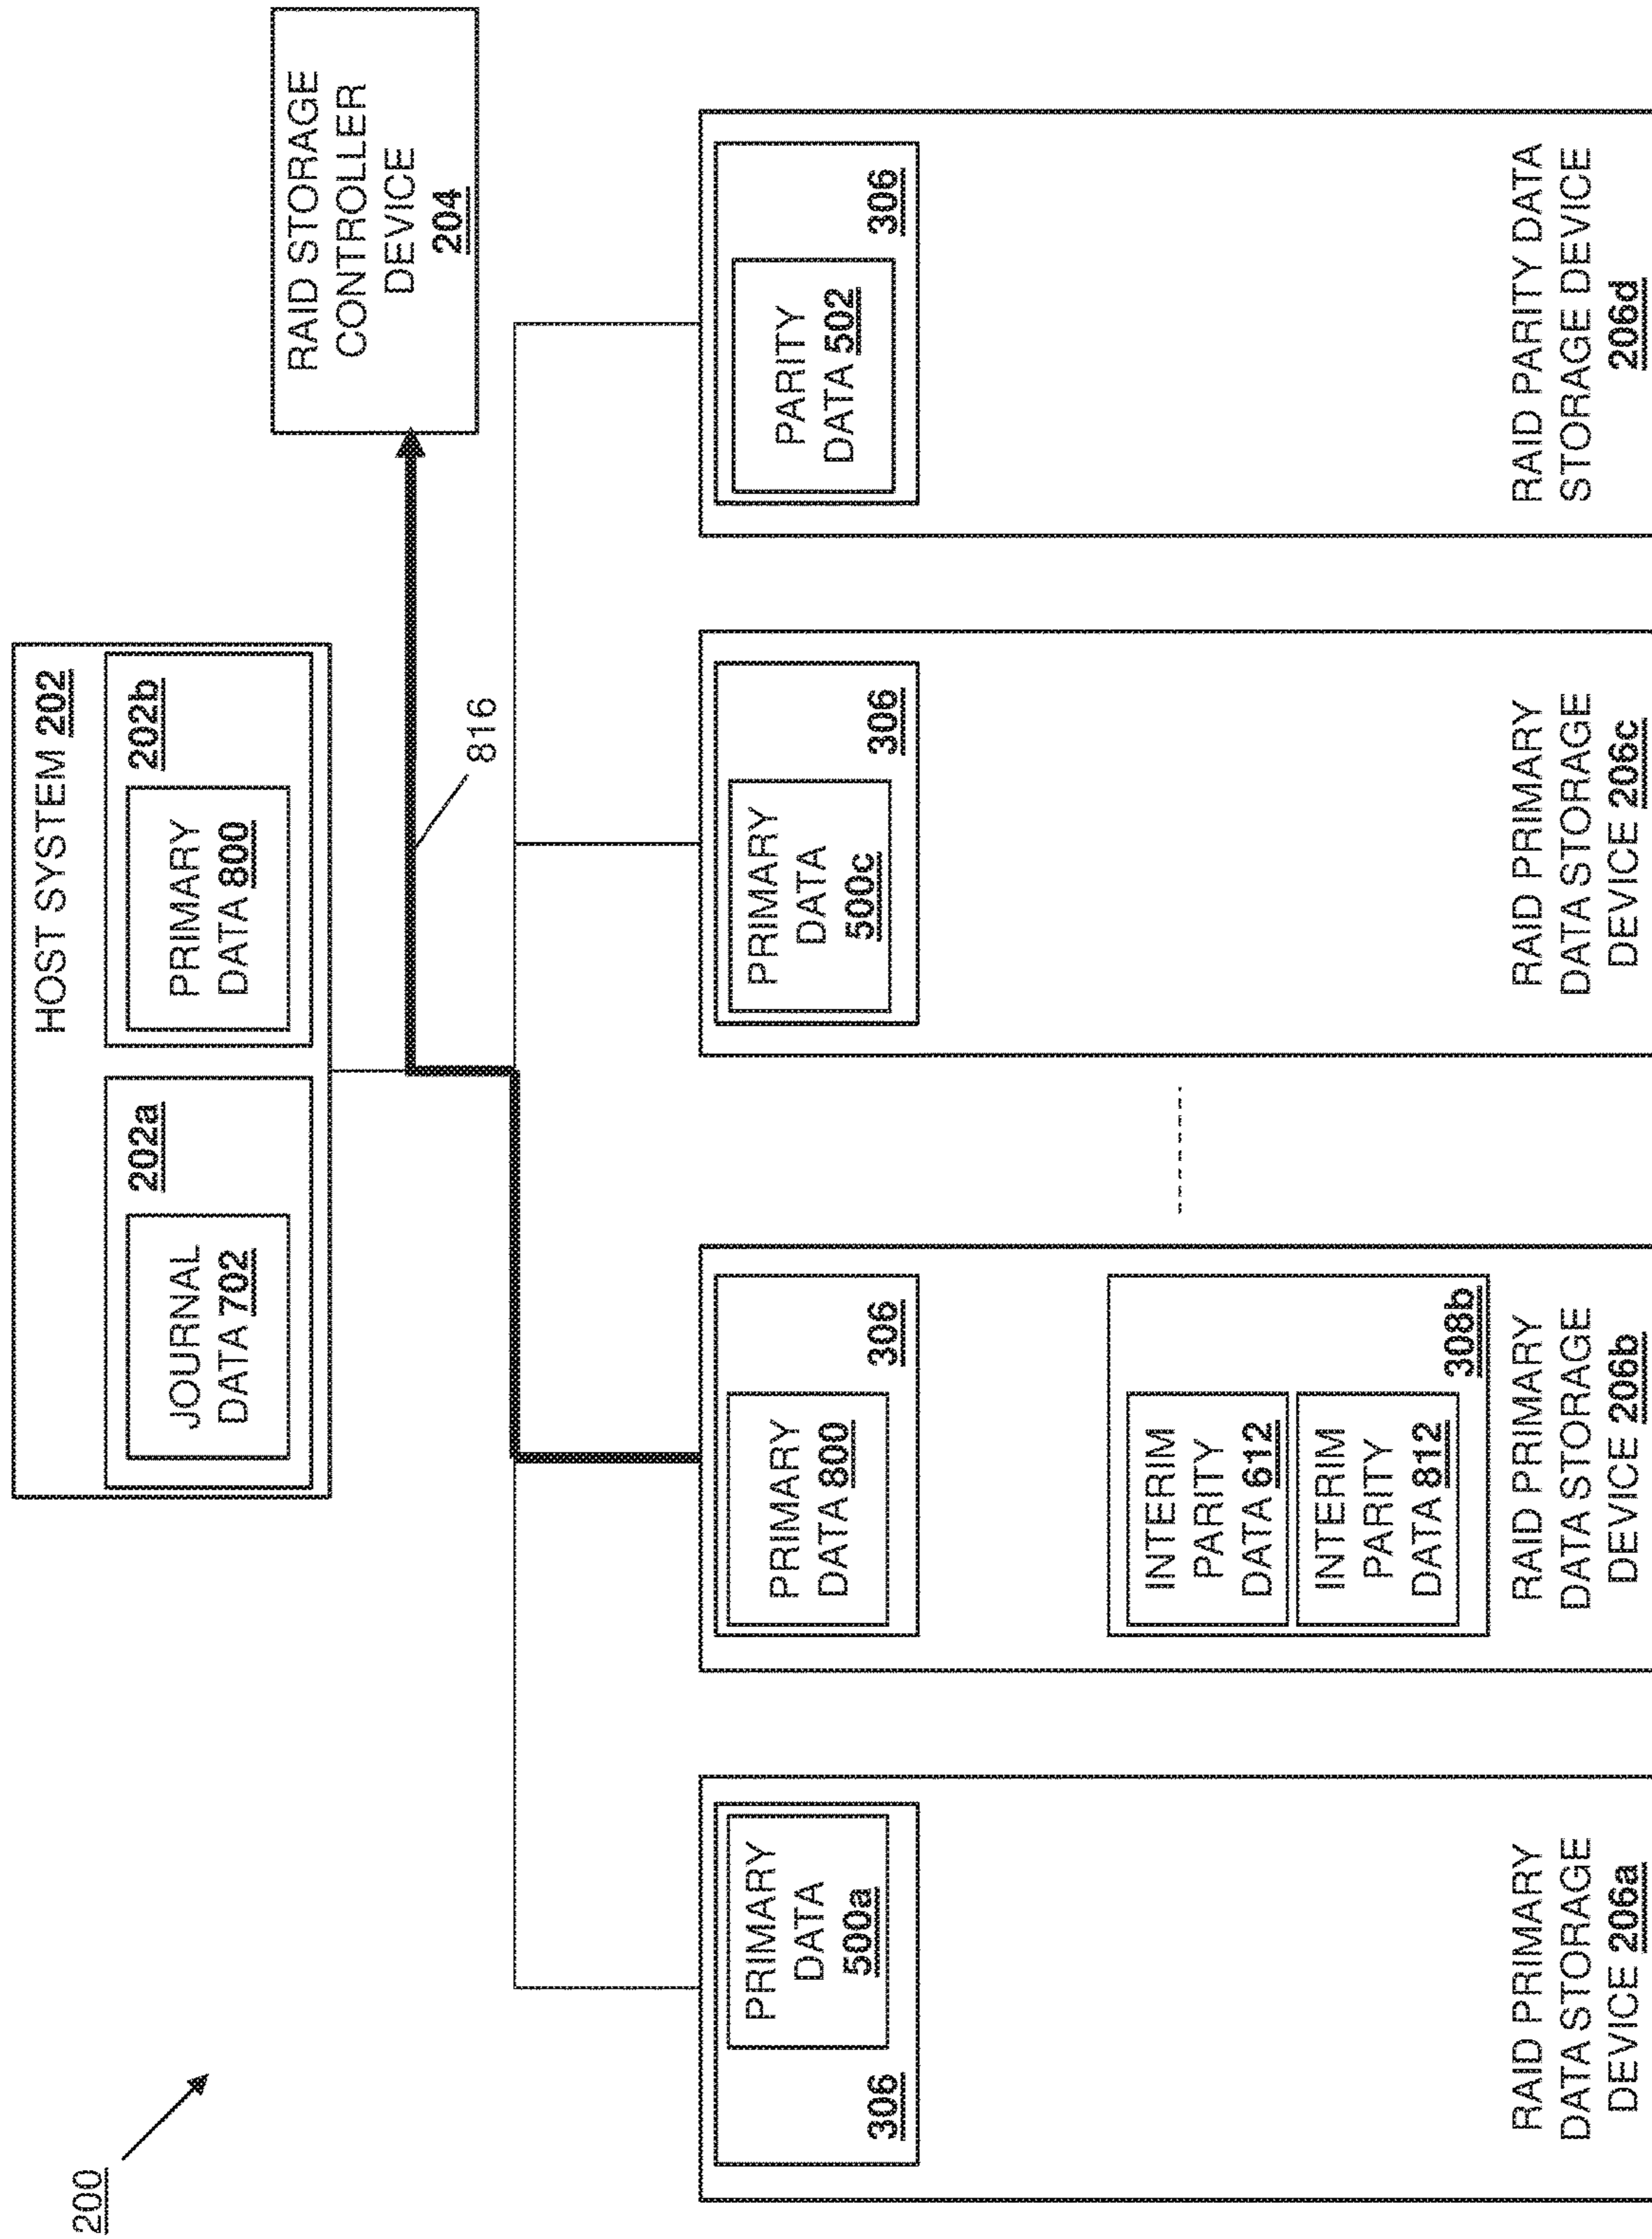 200
HOST SYSTEM 202
202a
JOURNAL
DATA 702
202b
PRIMARY
DATA 800
RAID STORAGE
CONTROLLER
DEVICE
204
816
306
PRIMARY
DATA
500a
RAID PRIMARY
DATA STORAGE
DEVICE 206a
PRIMARY
DATA 800
306
INTERIM
PARITY
DATA 612
INTERIM
PARITY
DATA 812
308b
RAID PRIMARY
DATA STORAGE
DEVICE 206b
PRIMARY
DATA
500c
306
RAID PRIMARY
DATA STORAGE
DEVICE 206c
PARITY
DATA 502
306
RAID PARITY DATA
STORAGE DEVICE
206d